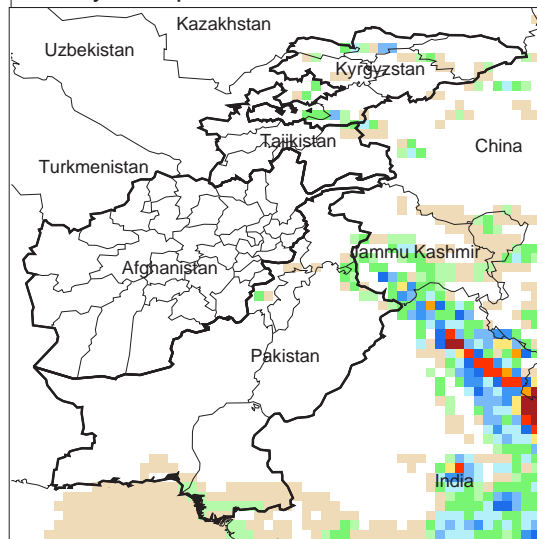 Kazakhstan
Uzbekistan
Kyrgyzstan
Tajikistan
China
Turkmenistan
Jammu Kashmir
Afghanistan
Pakistan
India